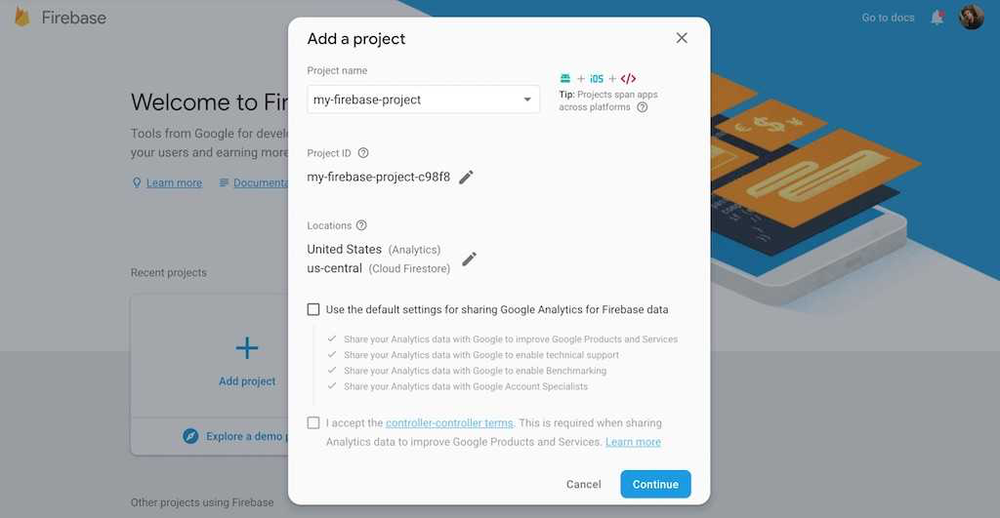 Firebase
Go to docs
Add a project
Project name
my-firebase-project
+ iOS + </>
Tip: Projects span apps
across platforms
Welcome to Fir
Tools from Google for develo
your users and earning more
Learn more
Documenta
Project ID
my-firebase-project-c98f8
Locations
United States (Analytics)
us-central (Cloud Firestore)
Recent projects
Add project
Explore a demo p
Use the default settings for sharing Google Analytics for Firebase data
Share your Analytics data with Google to improve Google Products and Services
Share your Analytics data with Google to enable technical support
Share your Analytics data with Google to enable Benchmarking
Share your Analytics data with Google Account Specialists
I accept the controller-controller terms. This is required when sharing
Analytics data to improve Google Products and Services. Learn more
Cancel
Continue
Other projects using Firebase